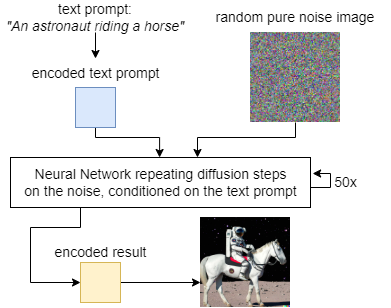 text prompt:
"An astronaut riding a horse"
random pure noise image
encoded text prompt
Neural Network repeating diffusion steps
on the noise, conditioned on the text prompt
50x
encoded result